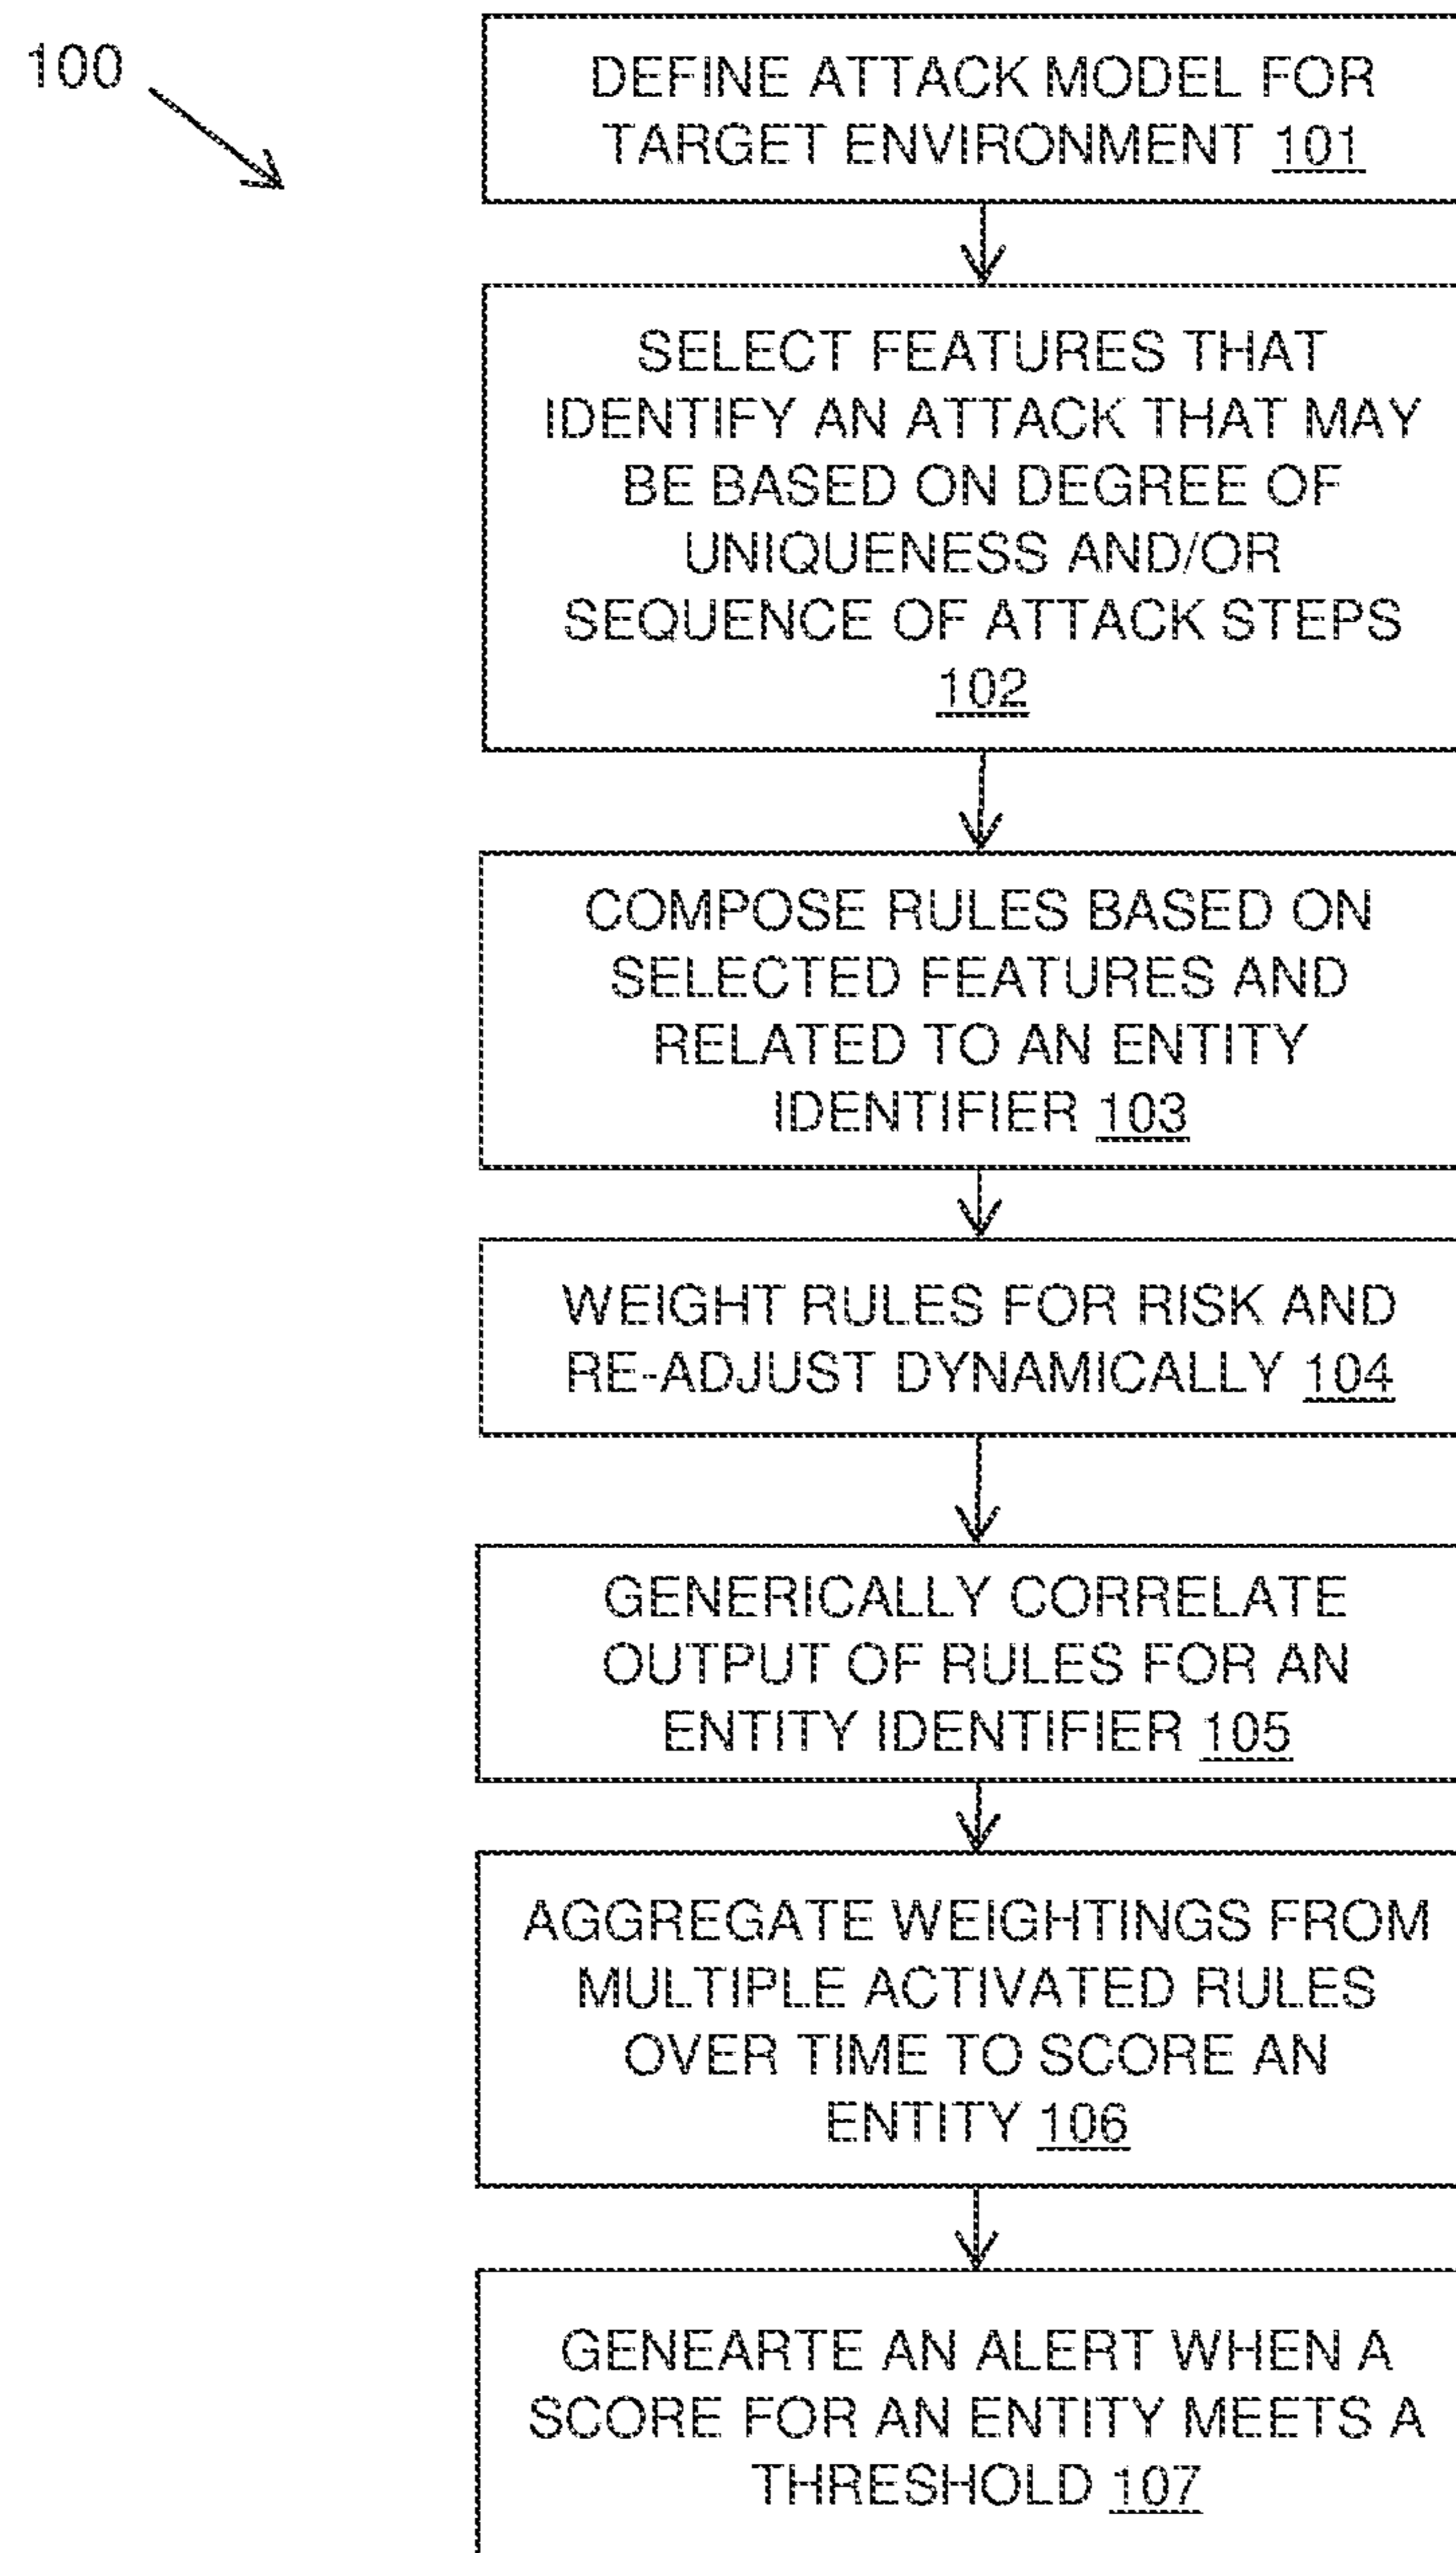 100
DEFINE ATTACK MODEL FOR
TARGET ENVIRONMENT 101
SELECT FEATURES THAT
IDENTIFY AN ATTACK THAT MAY
BE BASED ON DEGREE OF
UNIQUENESS AND/OR
SEQUENCE OF ATTACK STEPS
102
COMPOSE RULES BASED ON
SELECTED FEATURES AND
RELATED TO AN ENTITY
IDENTIFIER 103
WEIGHT RULES FOR RISK AND
RE-ADJUST DYNAMICALLY 104
GENERICALLY CORRELATE
OUTPUT OF RULES FOR AN
ENTITY IDENTIFIER 105
AGGREGATE WEIGHTINGS FROM
MULTIPLE ACTIVATED RULES
OVER TIME TO SCORE AN
ENTITY 106
GENEARTE AN ALERT WHEN A
SCORE FOR AN ENTITY MEETS A
THRESHOLD 107